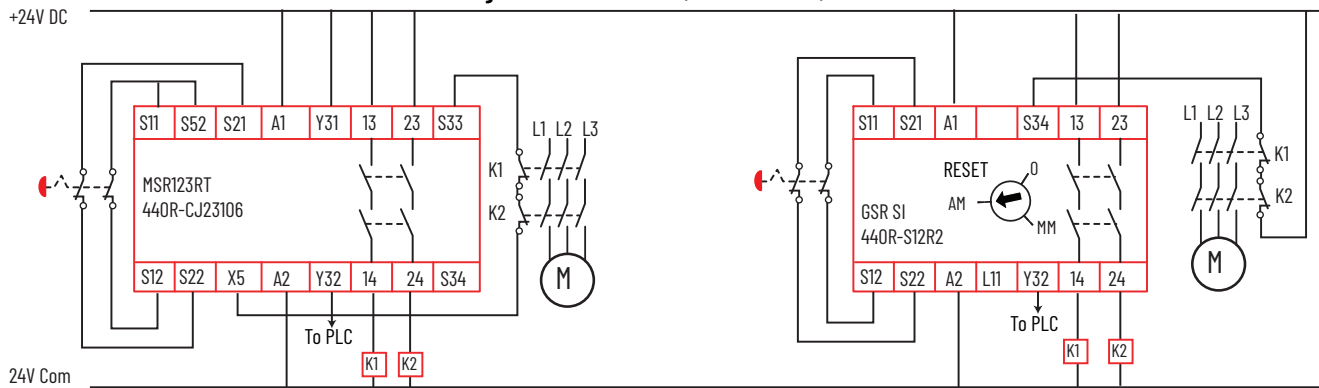 +24V DC
S11 S52 S21 A1 Y31 13 23 S33
L1 L2 L3
K1
MSR123RT
440R-CJ23106
K2
S12 S22 X5 A2 Y32 14 24 S34
M
To PLC
K1 K2
24V Com
S11 S21 A1 S34 13 23
L1 L2 L3
K1
RESET
0
AM
K2
GSR SI
440R-S12R2
MM
S12 S22 A2 L11 Y32 14 24
M
To PLC
K1 K2